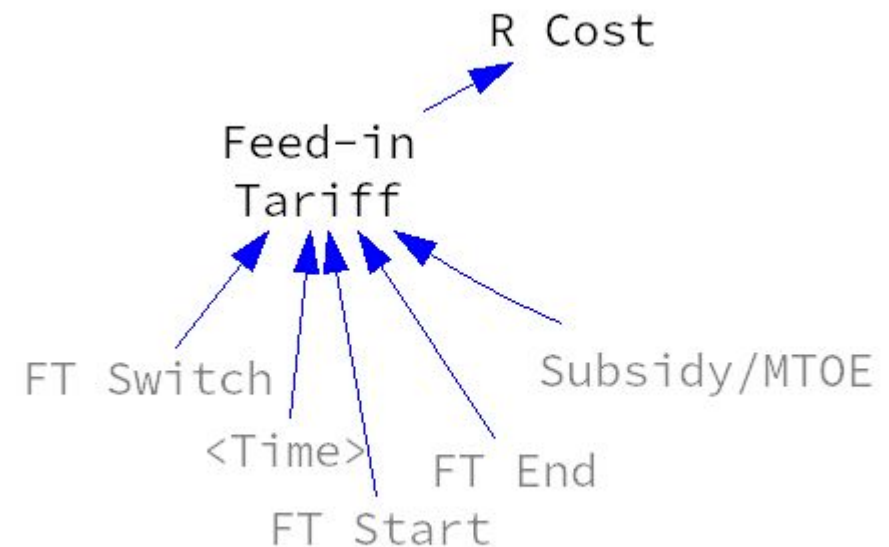 R Cost
Feed-in
Tariff
FT Switch
Subsidy/MTOE
<Time>
FT End
FT Start